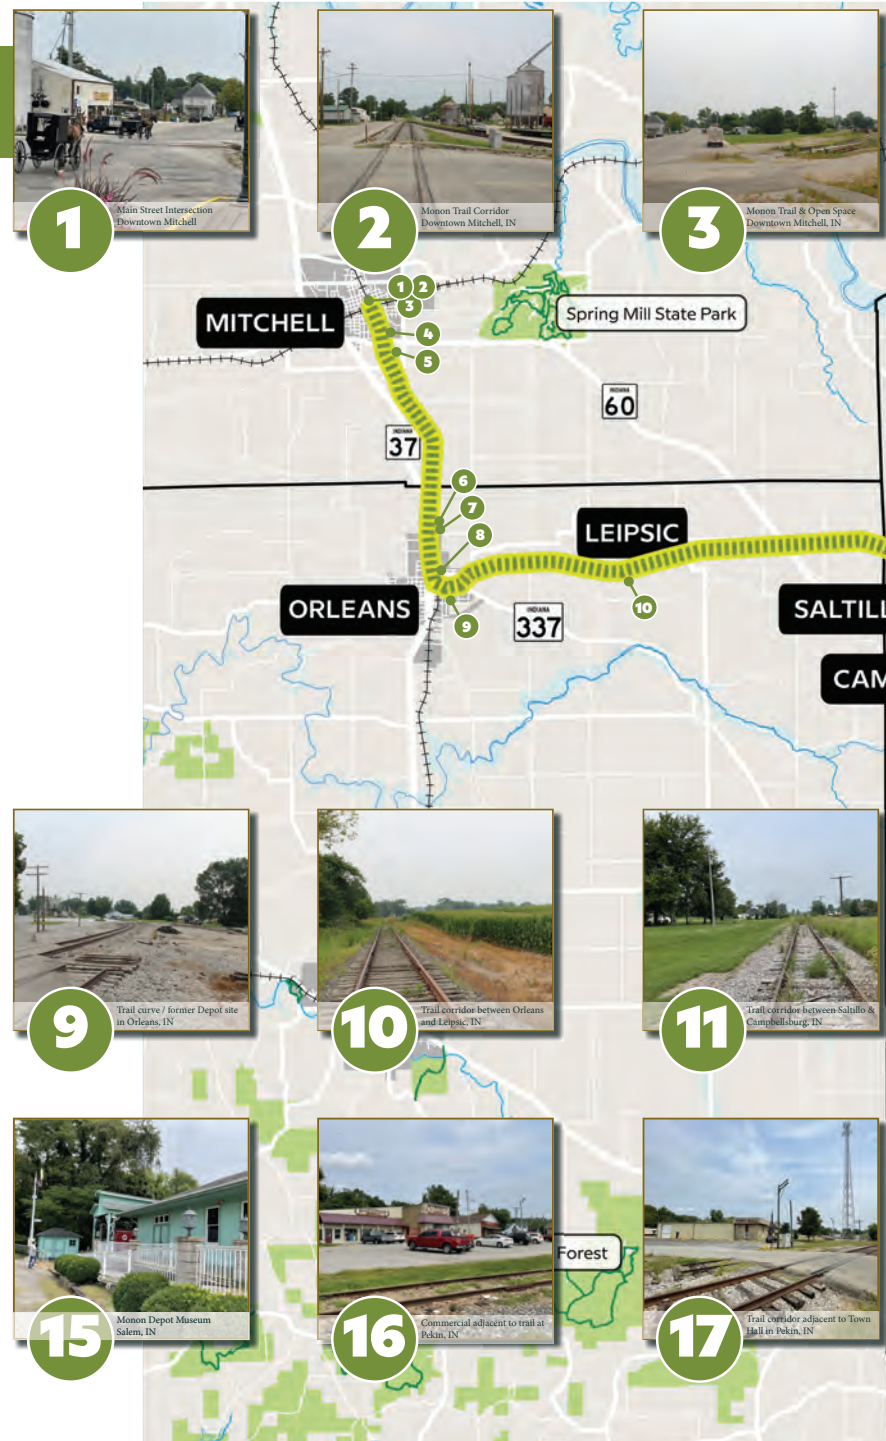 1
Main Street Intersection
Downtown Mitchell
2
Monon Trail Corridor
Downtown Mitchell, IN
3
Monon Trail & Open Space
Downtown Mitchell, IN
1
2
3
MITCHELL
4
5
Spring Mill State Park
INDIANA
60
INDIANA
37
6
7
8
LEIPSIC
ORLEANS
9
INDIANA
337
10
SALTILL
CAM
9
Trail curve / former Depot site
in Orleans, IN
10
Trail corridor between Orleans
and Leipsic, IN
11
Trail corridor between Saltillo &
Campbellsburg, IN
15
Monon Depot Museum
Salem, IN
16
Commercial adjacent to trail at
Pekin, IN
Forest
17
Trail corridor adjacent to Town
Hall in Pekin, IN